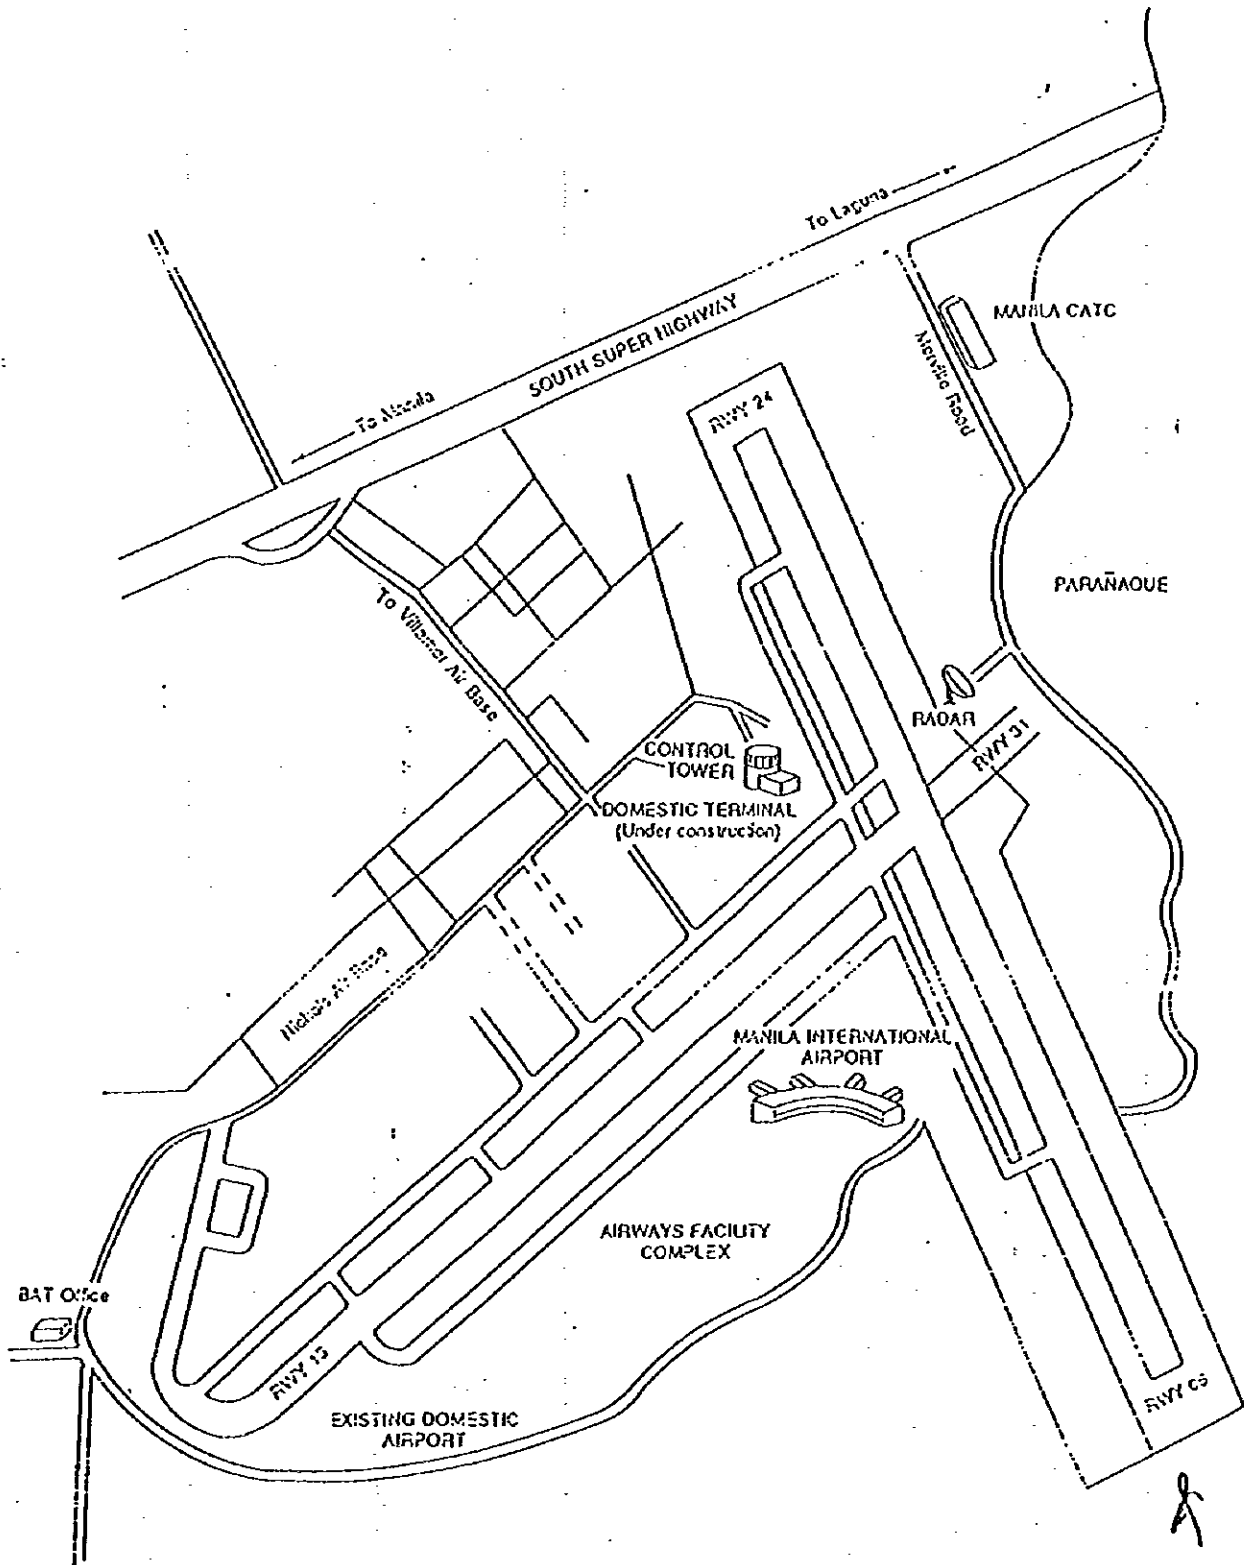 To Laguna
MANILA CATC
SOUTH SUPER HIGHWAY
Merville Road
To Manila
RWY 24
PARAÑAQUE
To Villamor Air Base
RADAR
RWY 31
CONTROL
TOWER
DOMESTIC TERMINAL
(Under construction)
Nichols Air Base
MANILA INTERNATIONAL
AIRPORT
AIRWAYS FACILITY
COMPLEX
BAT Office
RWY 13
RWY 06
EXISTING DOMESTIC
AIRPORT